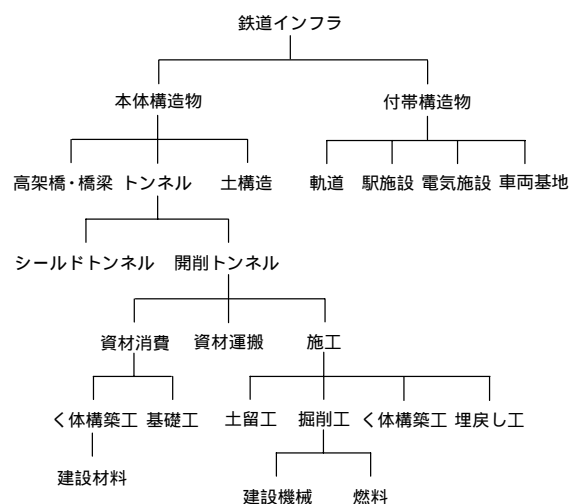 鉄道インフラ
本体構造物 付帯構造物
高架橋・橋梁 トンネル 土構造 軌道 駅施設 電気施設 車両基地
シールドトンネル 開削トンネル
資材消費 資材運搬 施工
く体構築工 基礎工 土留工 掘削工 く体構築工 埋戻し工
建設材料
建設機械 燃料